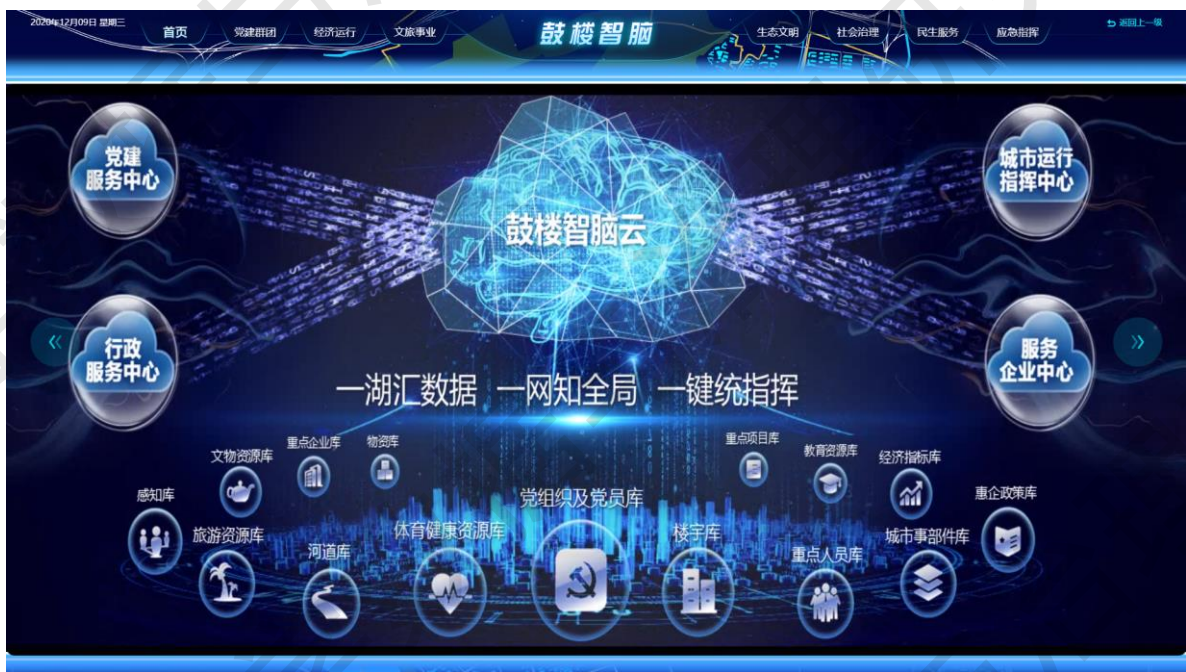 2020年12月09日 星期三
首页
党建群团
经济运行
文旅事业
鼓楼智脑
生态文明
社会治理
民生服务
应急指挥
返回上一级
党建
服务中心
城市运行
指挥中心
鼓楼智脑云
行政
服务中心
服务
企业中心
一湖汇数据 一网知全局 一键统指挥
重点企业库
物资库
重点项目库
文物资源库
教育资源库
经济指标库
感知库
党组织及党员库
惠企政策库
旅游资源库
河道库
体育健康资源库
楼宇库
重点人员库
城市事部件库